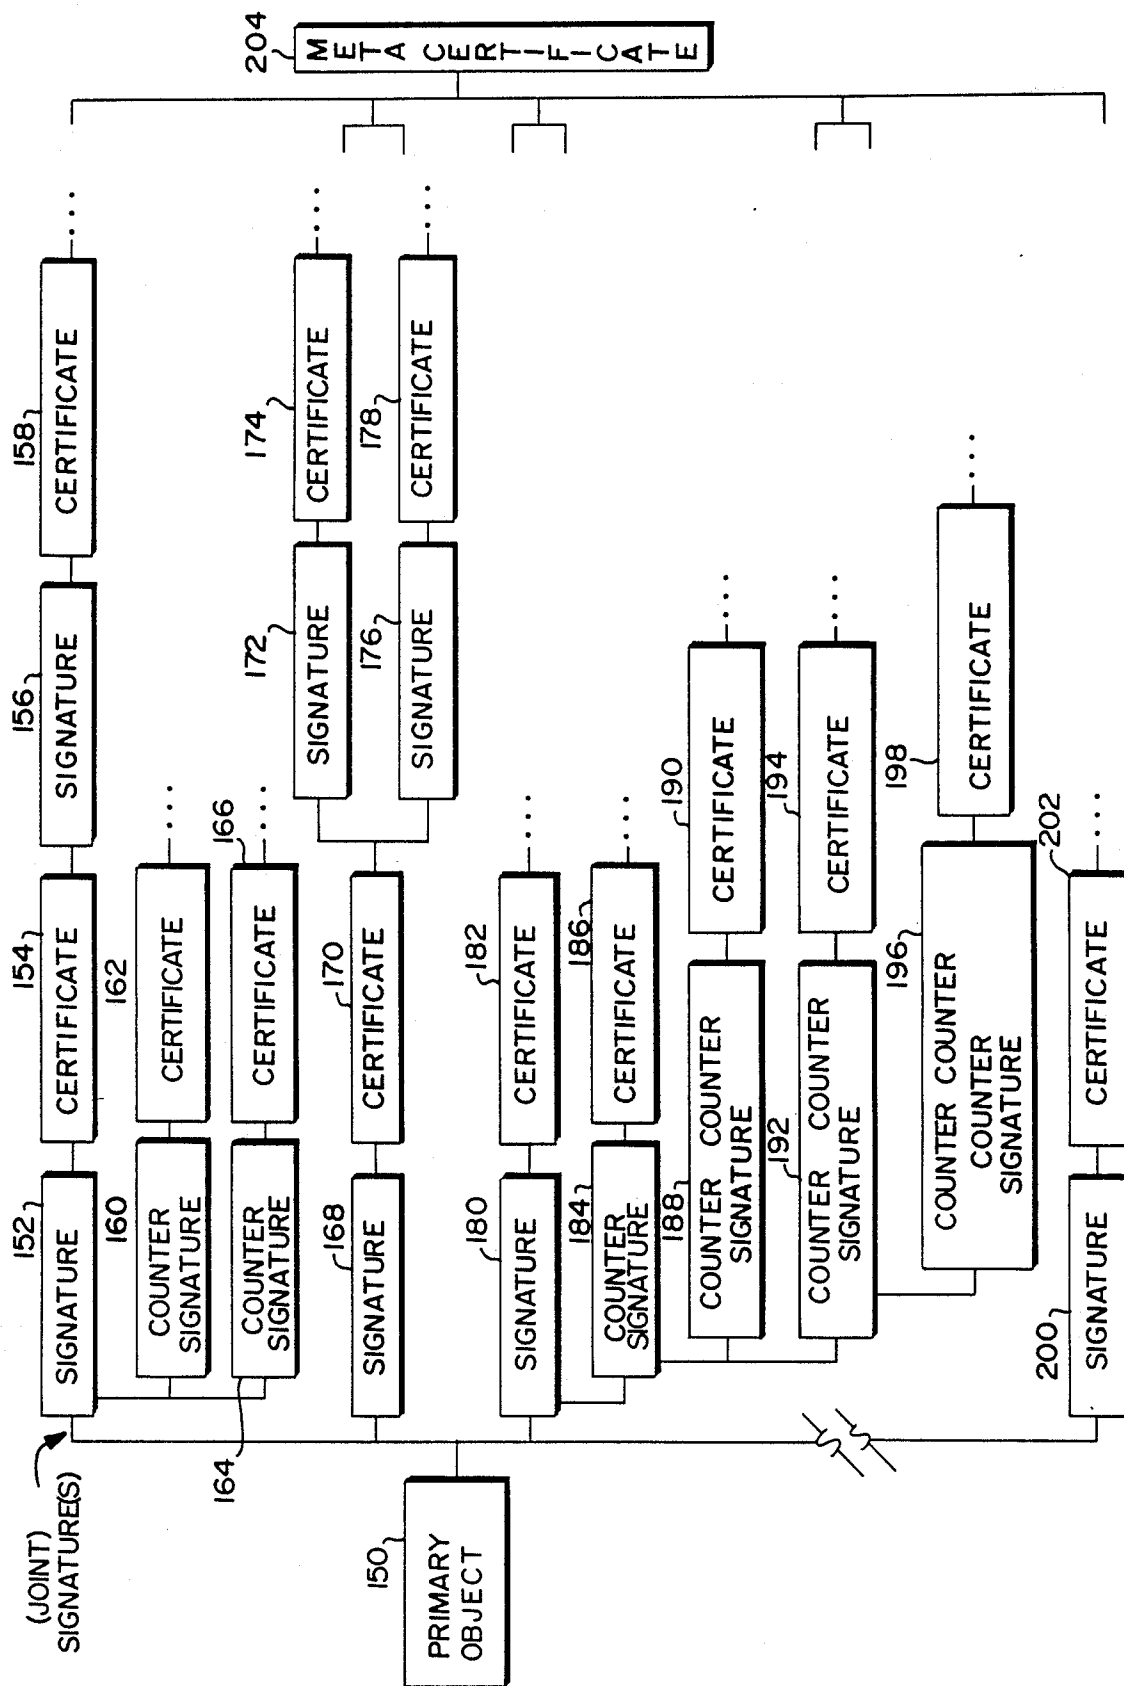 (JOINT)
SIGNATURE(S)
150
PRIMARY
OBJECT
152
SIGNATURE
154
CERTIFICATE
156
SIGNATURE
158
CERTIFICATE
....
160
COUNTER
SIGNATURE
162
CERTIFICATE
....
164
COUNTER
SIGNATURE
166
CERTIFICATE
....
168
SIGNATURE
170
CERTIFICATE
172
SIGNATURE
174
CERTIFICATE
....
176
SIGNATURE
178
CERTIFICATE
....
180
SIGNATURE
182
CERTIFICATE
....
184
COUNTER
SIGNATURE
186
CERTIFICATE
....
188
COUNTER COUNTER
SIGNATURE
190
CERTIFICATE
....
192
COUNTER COUNTER
SIGNATURE
194
CERTIFICATE
....
196
COUNTER COUNTER
COUNTER
SIGNATURE
198
CERTIFICATE
....
200
SIGNATURE
202
CERTIFICATE
....
204
META CERTIFICATE